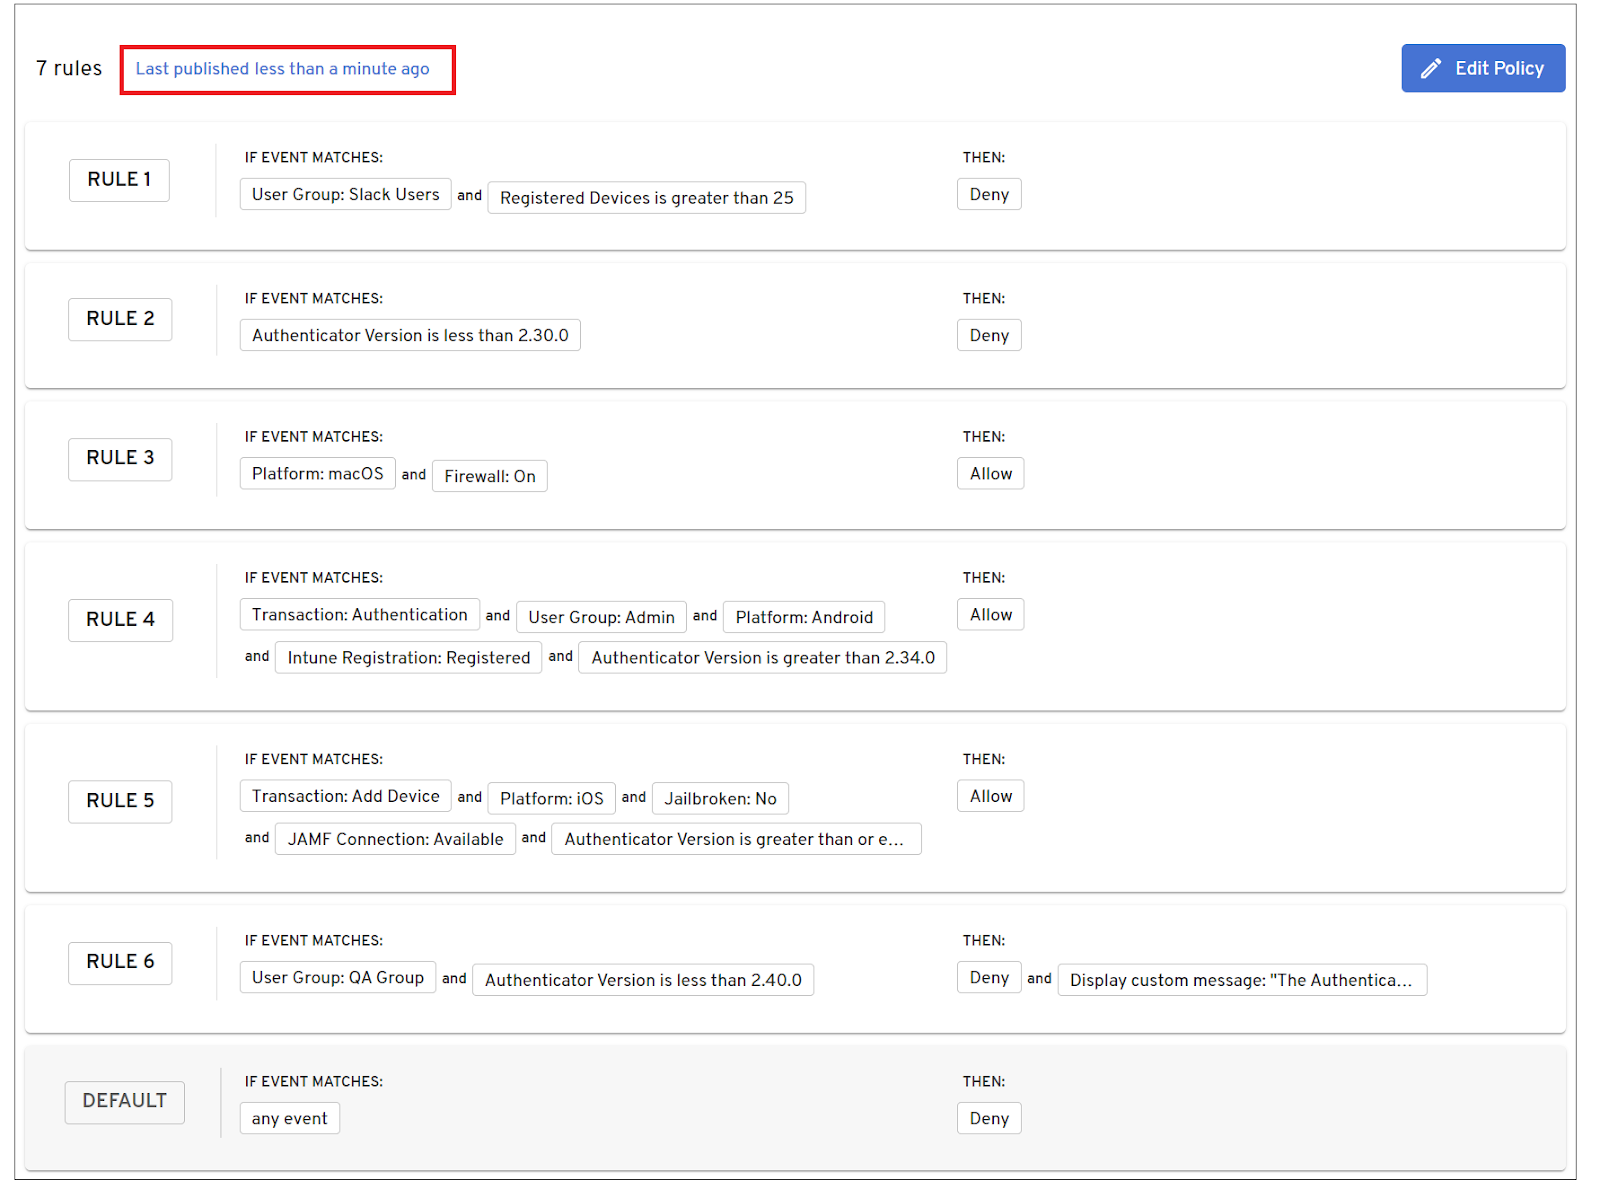 7 rules Last published less than a minute ago Edit Policy
IF EVENT MATCHES: THEN:
RULE 1 User Group: Slack Users and Registered Devices is greater than 25 Deny
IF EVENT MATCHES: THEN:
RULE 2 Authenticator Version is less than 2.30.0 Deny
IF EVENT MATCHES: THEN:
RULE 3 Platform: macOS and Firewall: On Allow
IF EVENT MATCHES: THEN:
RULE 4 Transaction: Authentication and User Group: Admin and Platform: Android Allow
and Intune Registration: Registered and Authenticator Version is greater than 2.34.0
IF EVENT MATCHES: THEN:
RULE 5 Transaction: Add Device and Platform: iOS and Jailbroken: No Allow
and JAMF Connection: Available and Authenticator Version is greater than or e...
IF EVENT MATCHES: THEN:
RULE 6 User Group: QA Group and Authenticator Version is less than 2.40.0 Deny and Display custom message: "The Authentica...
IF EVENT MATCHES: THEN:
DEFAULT any event Deny